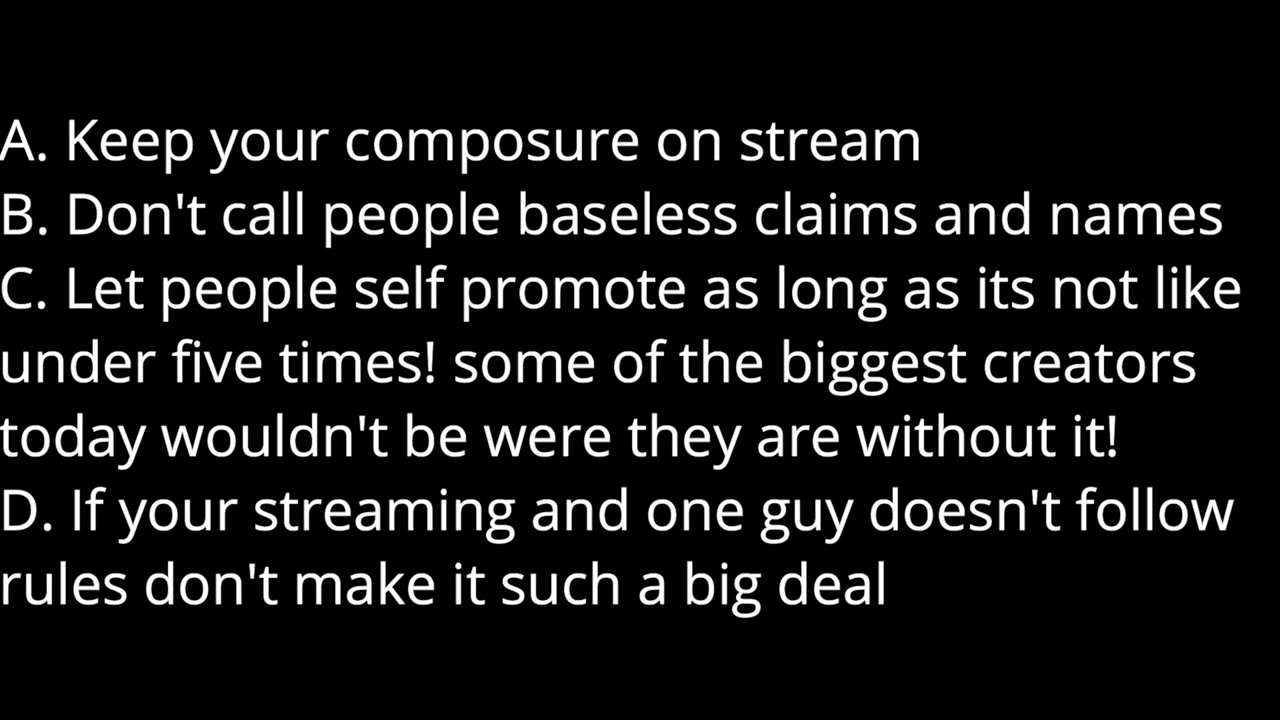 A. Keep your composure on stream
B. Don't call people baseless claims and names
C. Let people self promote as long as its not like
under five times! some of the biggest creators
today wouldn't be were they are without it!
D. If your streaming and one guy doesn't follow
rules don't make it such a big deal